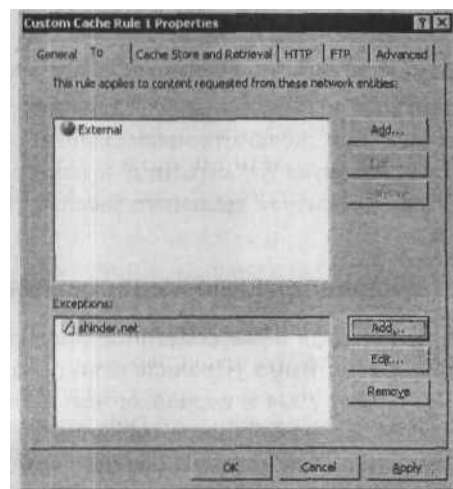 Custom Cache Rule 1 Properties
General To Cache Store and Retrieval HTTP FTP Advanced
This rule applies to content requested from these network entities:
External
Add...
Exceptions:
shinder.net
Add...
Edit...
Remove
OK Cancel Apply